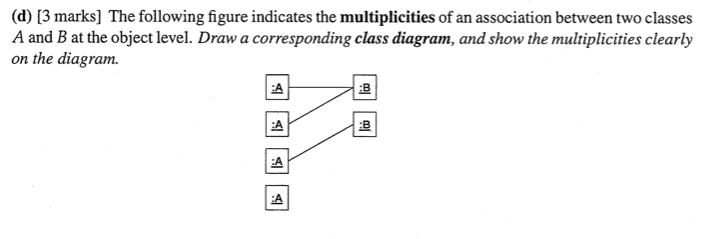 (d) [3 marks] The following figure indicates the multiplicities of an association between two classes
A and B at the object level. Draw a corresponding class diagram, and show the multiplicities clearly
on the diagram.
:A :B
:A :B
:A
:A